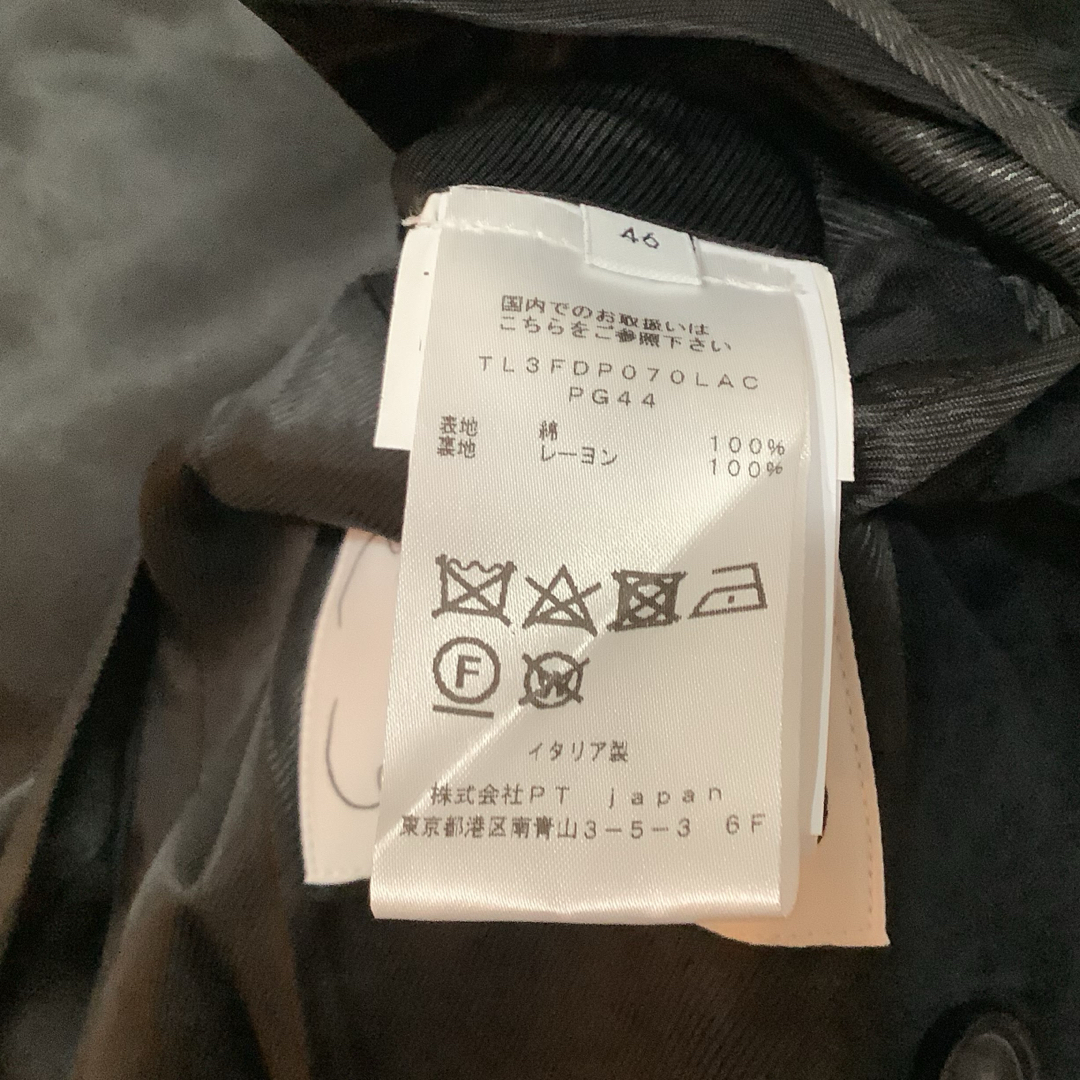 46
国内でのお取扱いは
こちらをご参照下さい
TL3FDP070LAC
PG44
表地 綿 100%
裏地 レーヨン 100%
F
W
イタリア製
株式会社PT japan
東京都港区南青山3-5-3 6F